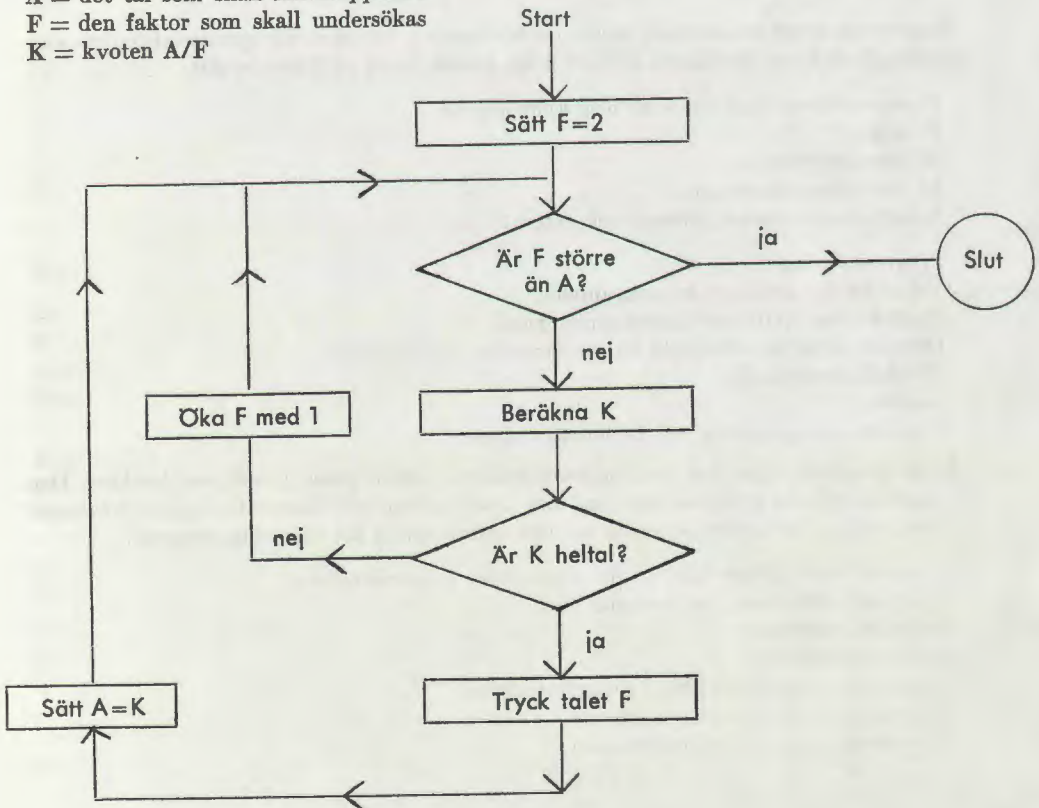 F = den faktor som skall undersökas
K = kvoten A/F
Start
Sätt F=2
Är F större
än A?
ja
Slut
nej
Öka F med 1
Beräkna K
nej
Är K heltal?
ja
Sätt A=K
Tryck talet F